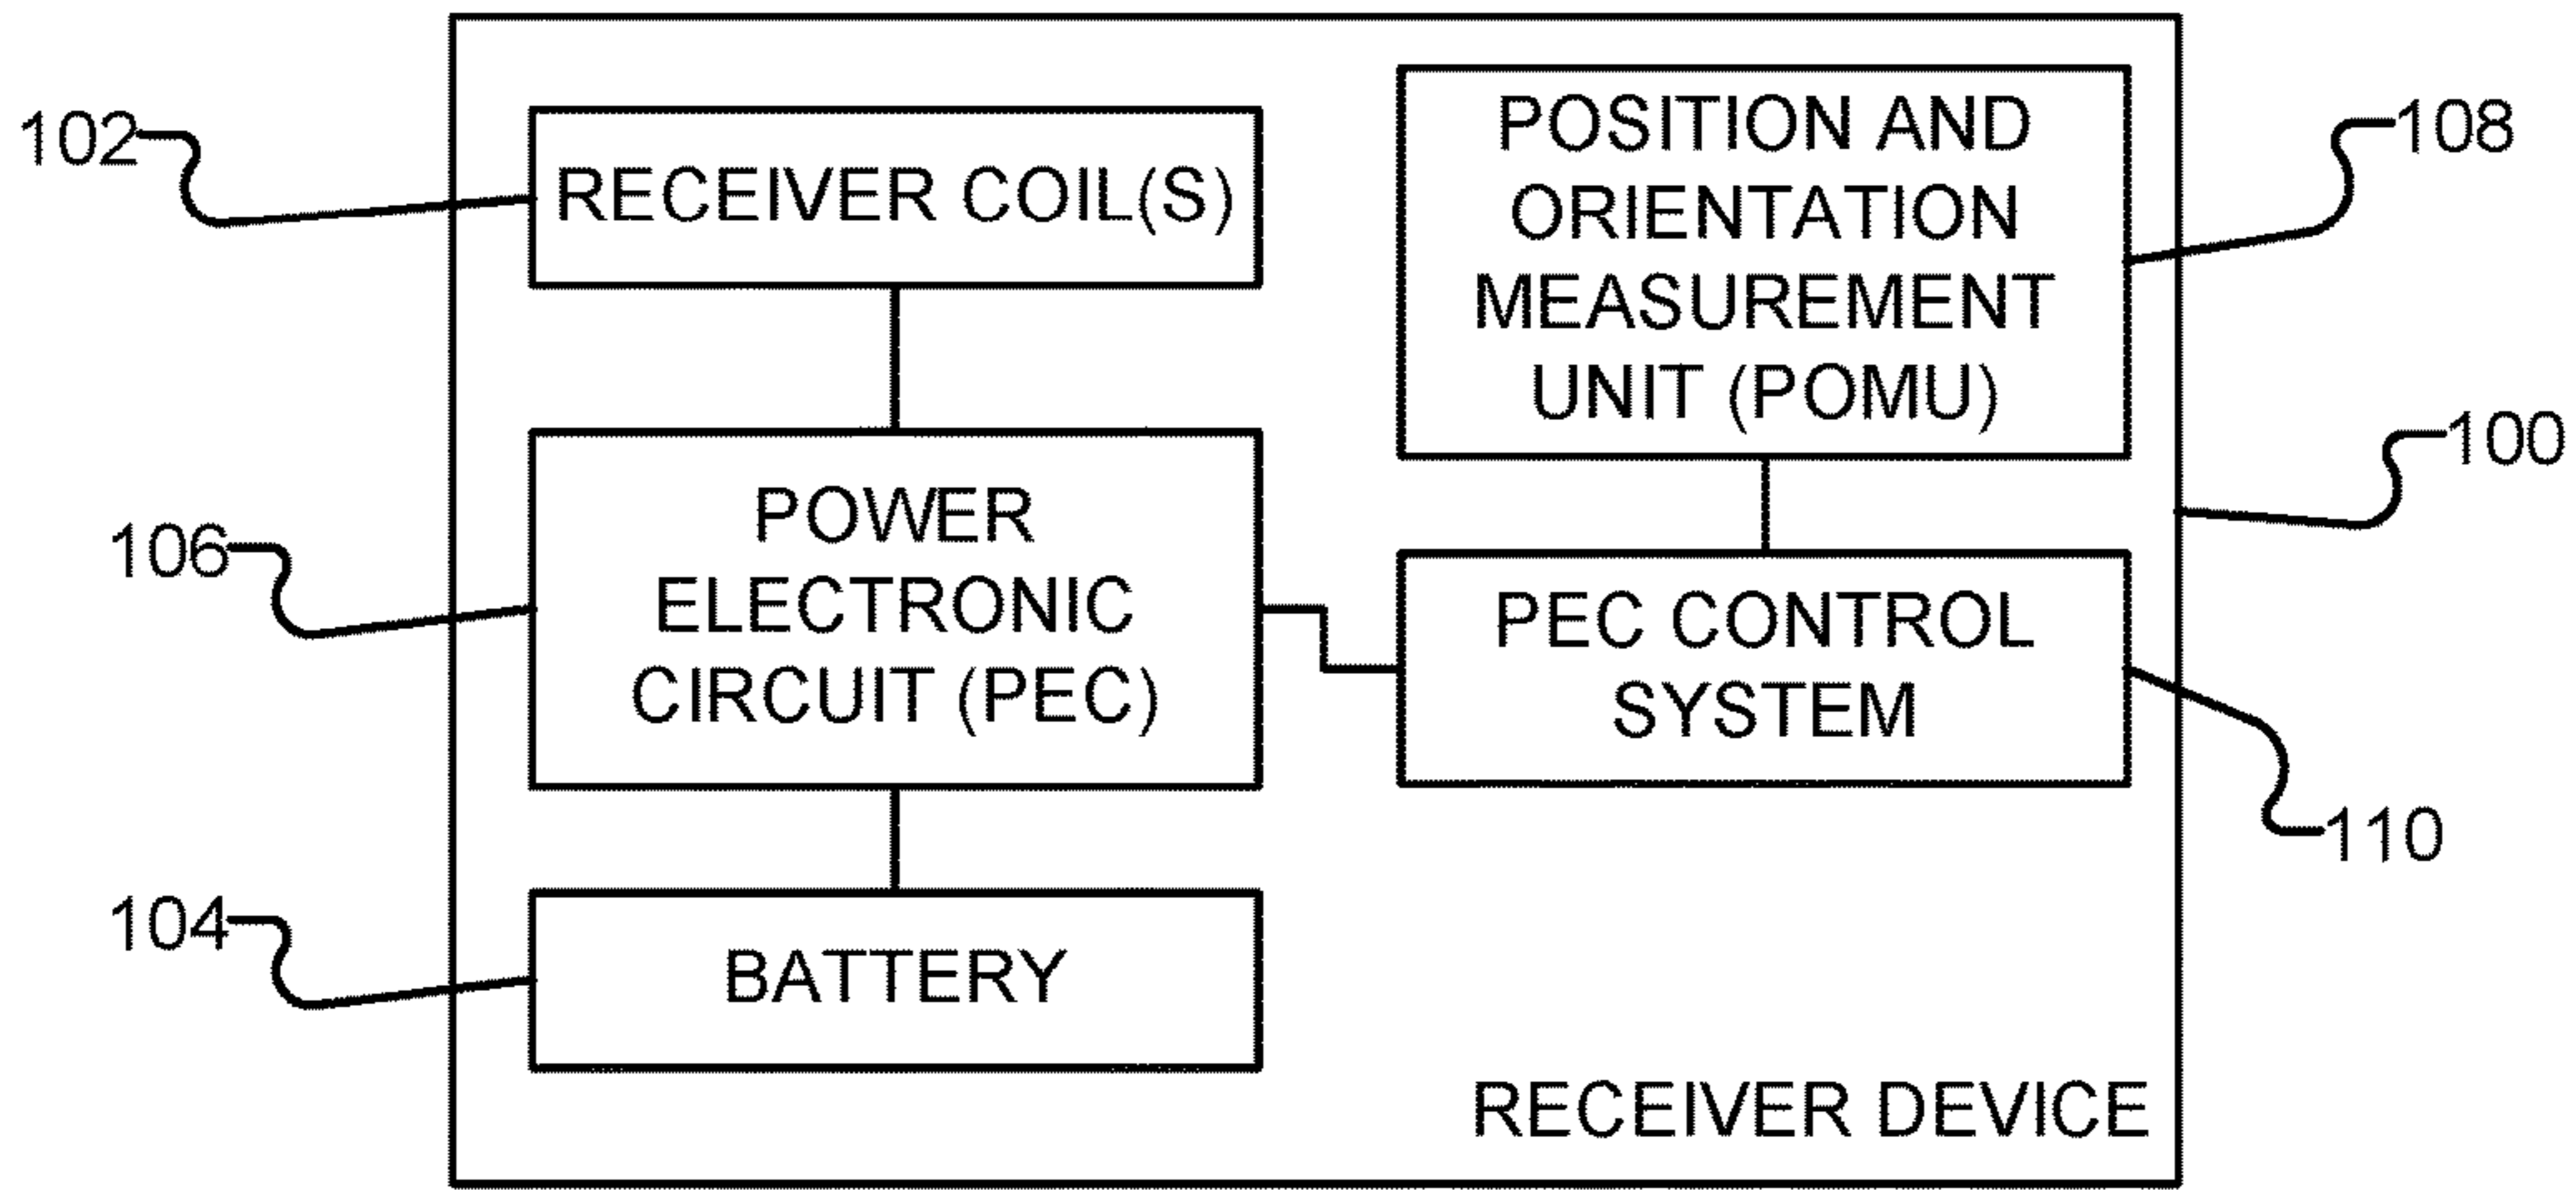 102
RECEIVER COIL(S)
POSITION AND
ORIENTATION
MEASUREMENT
UNIT (POMU)
108
100
106
POWER
ELECTRONIC
CIRCUIT (PEC)
PEC CONTROL
SYSTEM
110
104
BATTERY
RECEIVER DEVICE